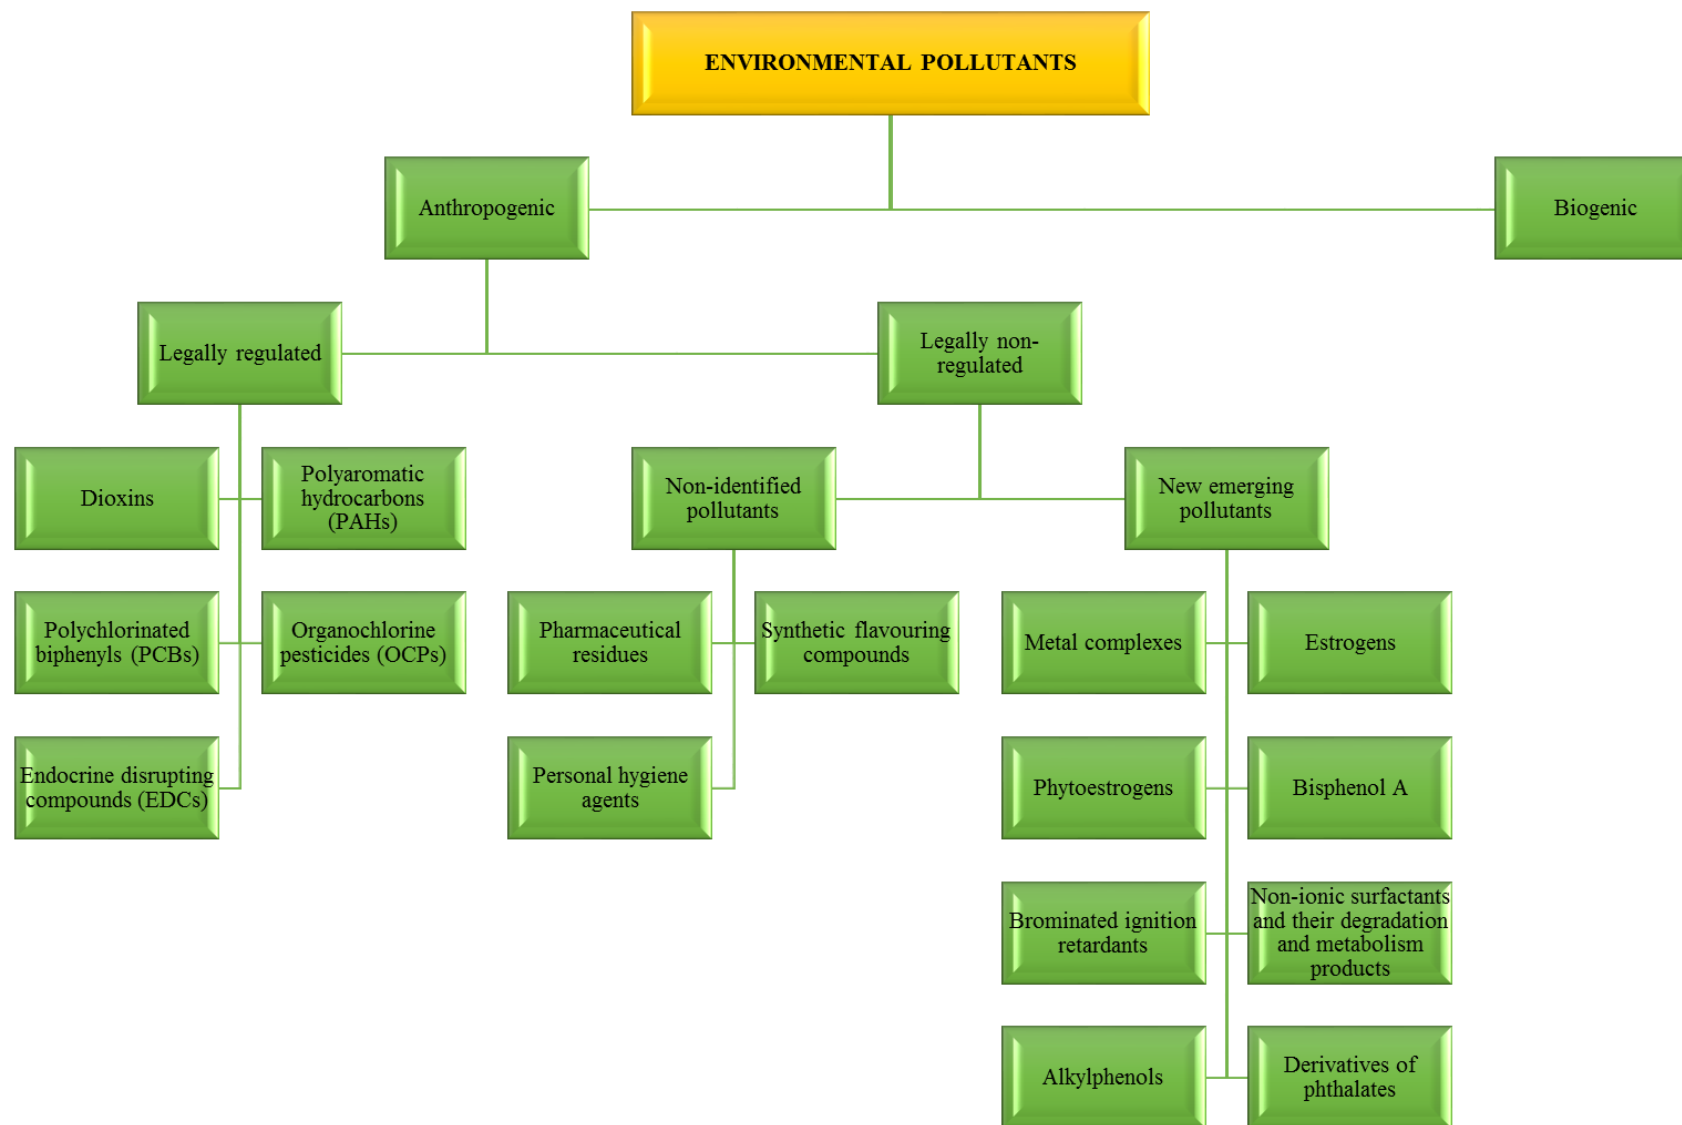 ENVIRONMENTAL POLLUTANTS
Anthropogenic
Biogenic
Legally regulated
Legally non-
regulated
Dioxins
Polyaromatic
hydrocarbons
(PAHs)
Non-identified
pollutants
New emerging
pollutants
Polychlorinated
biphenyls (PCBs)
Organochlorine
pesticides (OCPs)
Pharmaceutical
residues
Synthetic flavouring
compounds
Metal complexes
Estrogens
Endocrine disrupting
compounds (EDCs)
Personal hygiene
agents
Phytoestrogens
Bisphenol A
Brominated ignition
retardants
Non-ionic surfactants
and their degradation
and metabolism
products
Alkylphenols
Derivatives of
phthalates